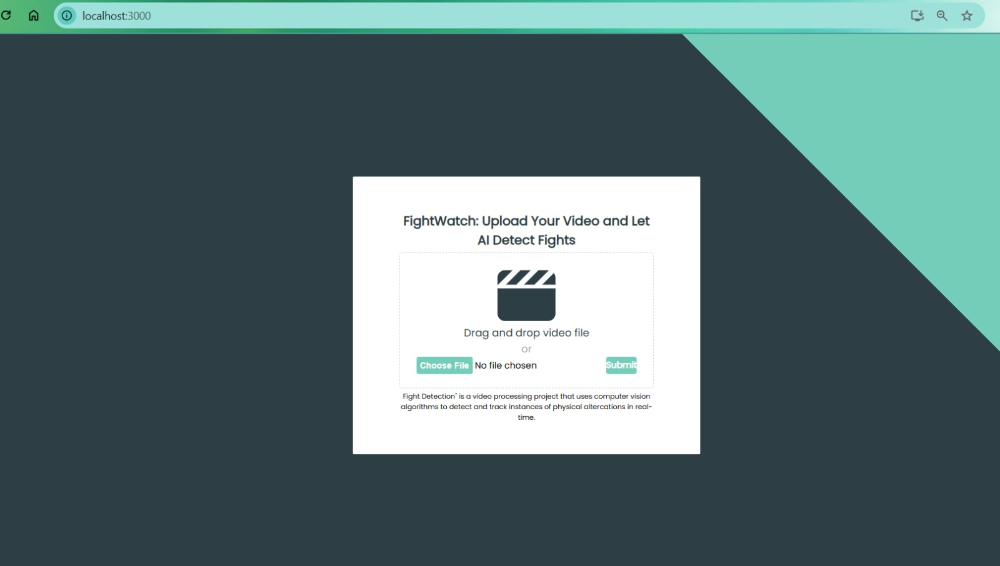 localhost:3000
FightWatch: Upload Your Video and Let
AI Detect Fights
Drag and drop video file
or
Choose File No file chosen Submit
Fight Detection* is a video processing project that uses computer vision
algorithms to detect and track instances of physical altercations in real-
time.